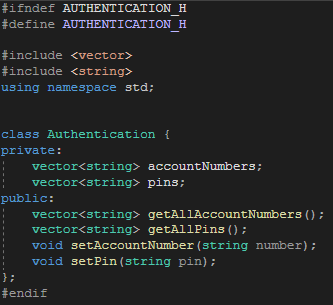 #ifndef AUTHENTICATION_H
#define AUTHENTICATION_H

#include <vector>
#include <string>
using namespace std;

class Authentication {
private:
    vector<string> accountNumbers;
    vector<string> pins;
public:
    vector<string> getAllAccountNumbers();
    vector<string> getAllPins();
    void setAccountNumber(string number);
    void setPin(string pin);
};
#endif